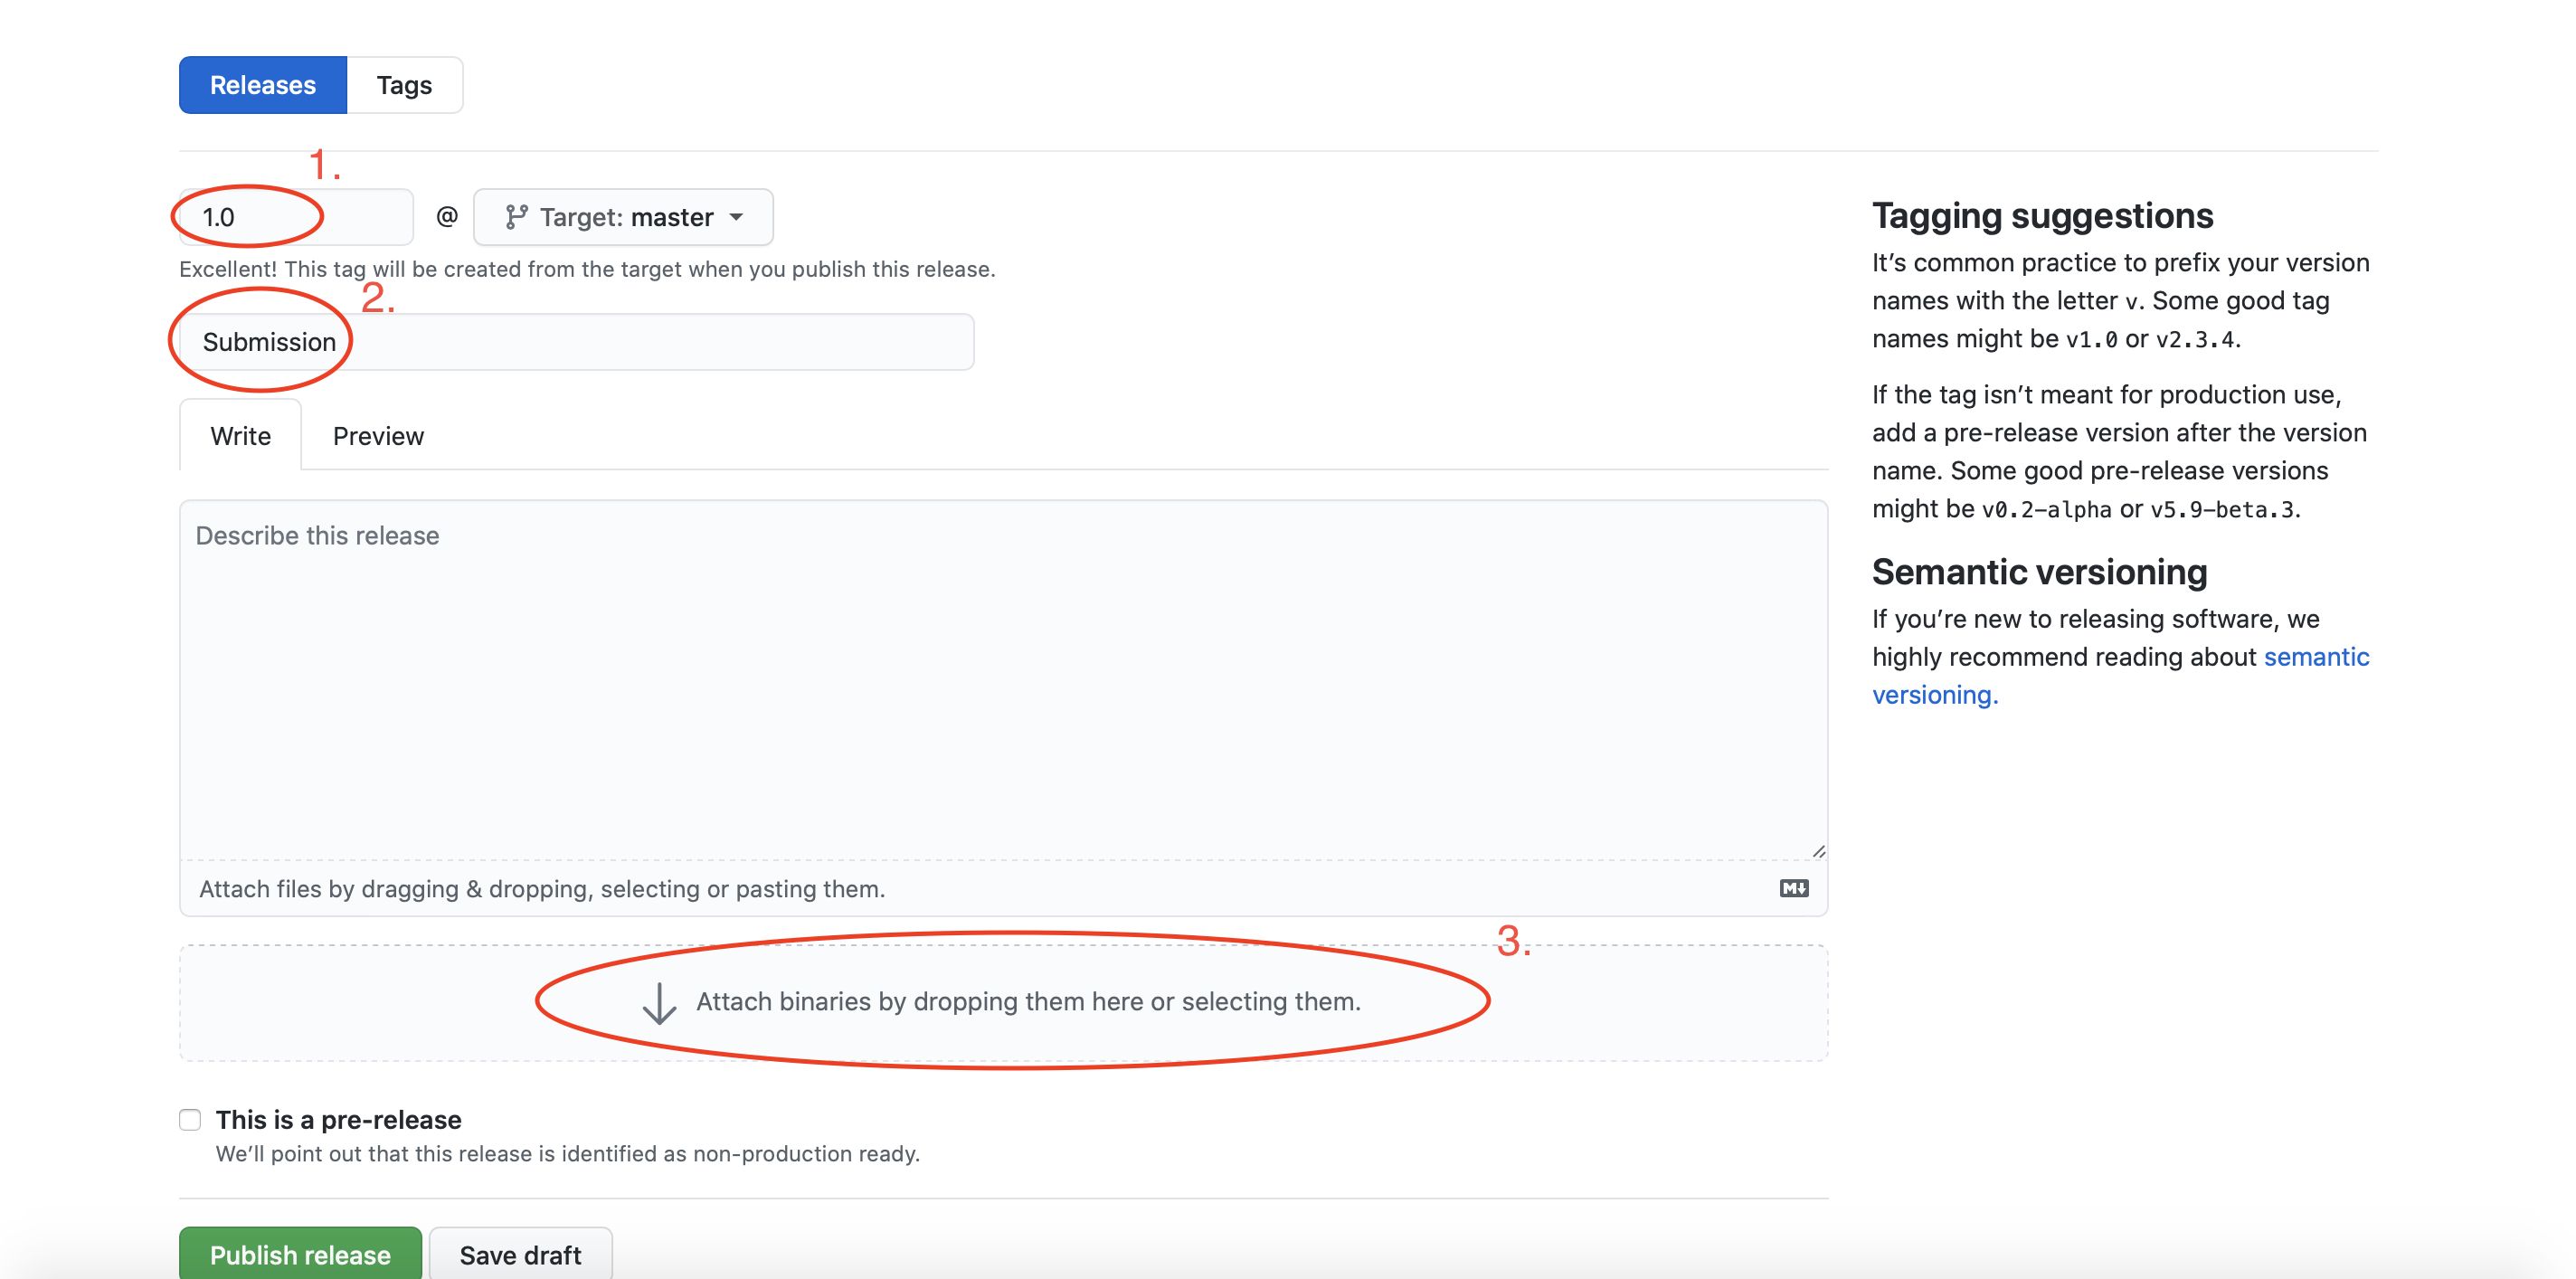 Releases Tags
1.
1.0 @ Target: master
Excellent! This tag will be created from the target when you publish this release.
2.
Submission
Write Preview
Describe this release
Attach files by dragging & dropping, selecting or pasting them.
M
3.
Attach binaries by dropping them here or selecting them.
This is a pre-release
We’ll point out that this release is identified as non-production ready.
Publish release Save draft
Tagging suggestions
It’s common practice to prefix your version
names with the letter v. Some good tag
names might be v1.0 or v2.3.4.
If the tag isn’t meant for production use,
add a pre-release version after the version
name. Some good pre-release versions
might be v0.2-alpha or v5.9-beta.3.
Semantic versioning
If you’re new to releasing software, we
highly recommend reading about semantic
versioning.